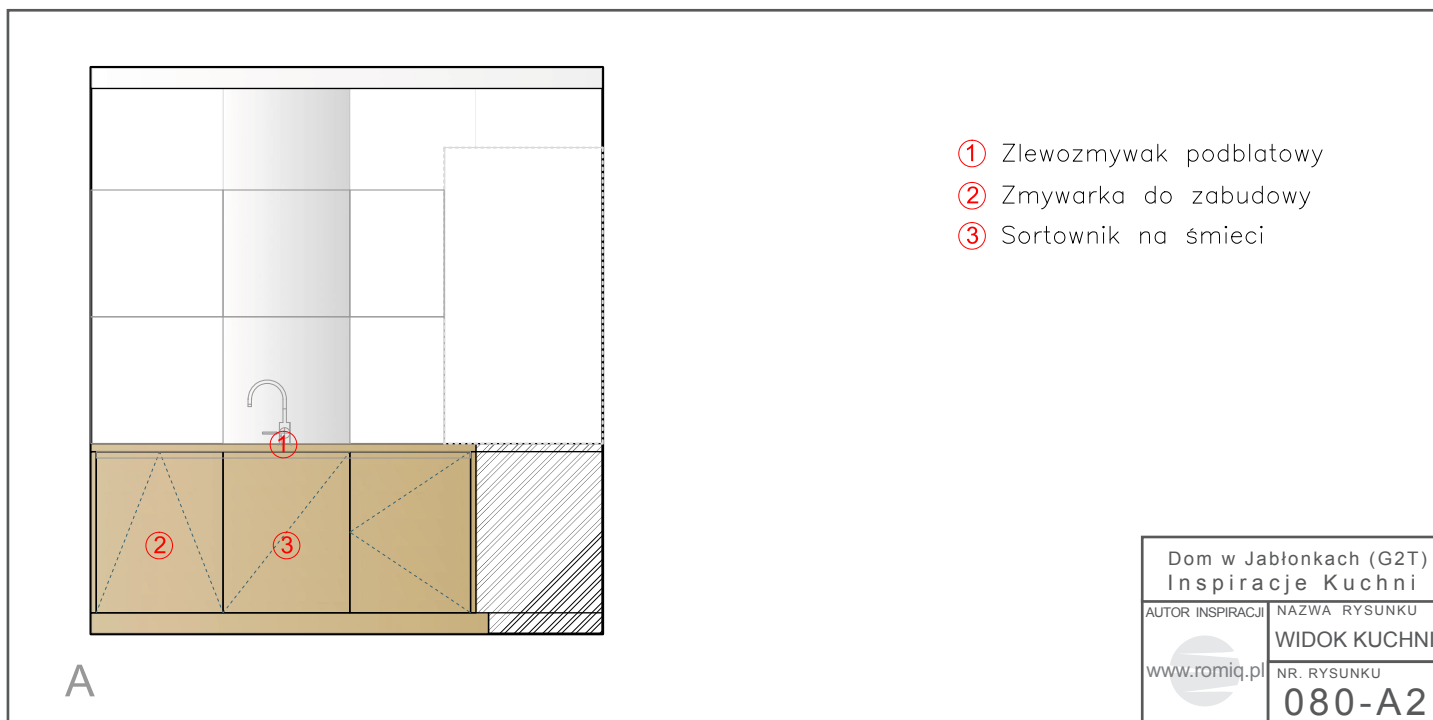 1 Zlewozmywak podblatowy
2 Zmywarka do zabudowy
3 Sortownik na śmieci
1
2
3
A
Dom w Jabłonkach (G2T)
Inspiracje Kuchni
AUTOR INSPIRACJI
www.romiq.pl
NAZWA RYSUNKU
WIDOK KUCHNI
NR. RYSUNKU
080-A2